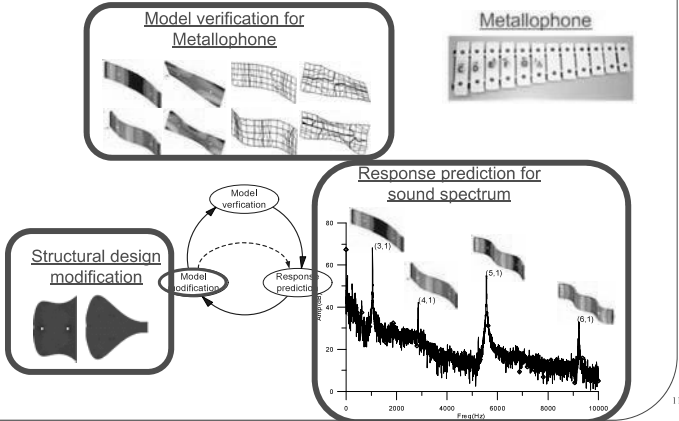 Model verification for
Metallophone
Metallophone
Response prediction for
sound spectrum
Structural design
modification
Model
verfication
Model
modification
Response
prediction
80
60
40
20
0
(3,1)
(4,1)
(5,1)
(6,1)
0
2000
4000
6000
8000
10000
Freq(Hz)